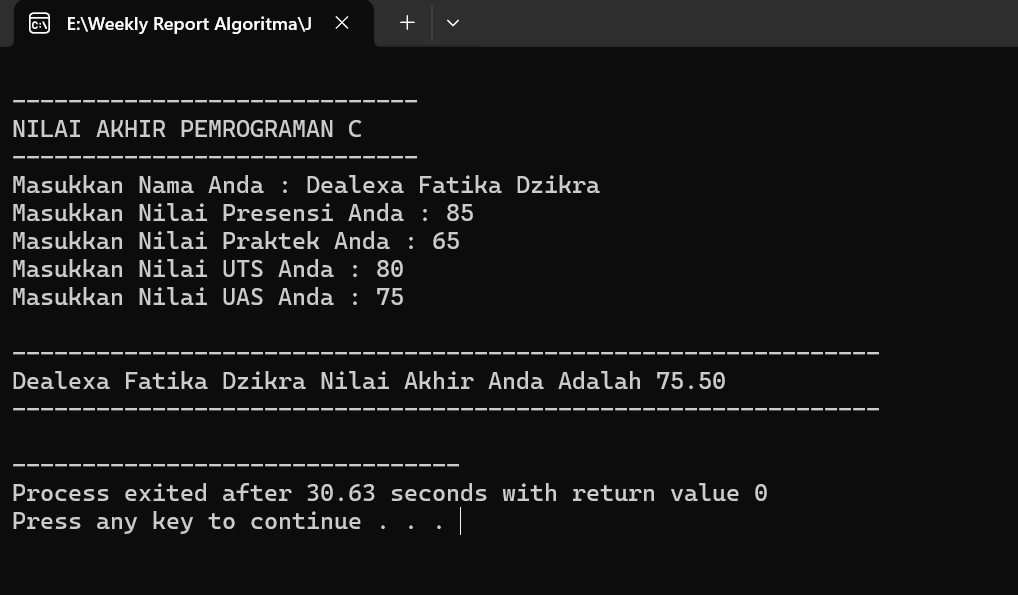 E:\Weekly Report Algoritma\J
-----------------------------
NILAI AKHIR PEMROGRAMAN C
-----------------------------
Masukkan Nama Anda : Dealexa Fatika Dzikra
Masukkan Nilai Presensi Anda : 85
Masukkan Nilai Praktek Anda : 65
Masukkan Nilai UTS Anda : 80
Masukkan Nilai UAS Anda : 75
--------------------------------------------------------------
Dealexa Fatika Dzikra Nilai Akhir Anda Adalah 75.50
--------------------------------------------------------------
--------------------------------
Process exited after 30.63 seconds with return value 0
Press any key to continue . . .